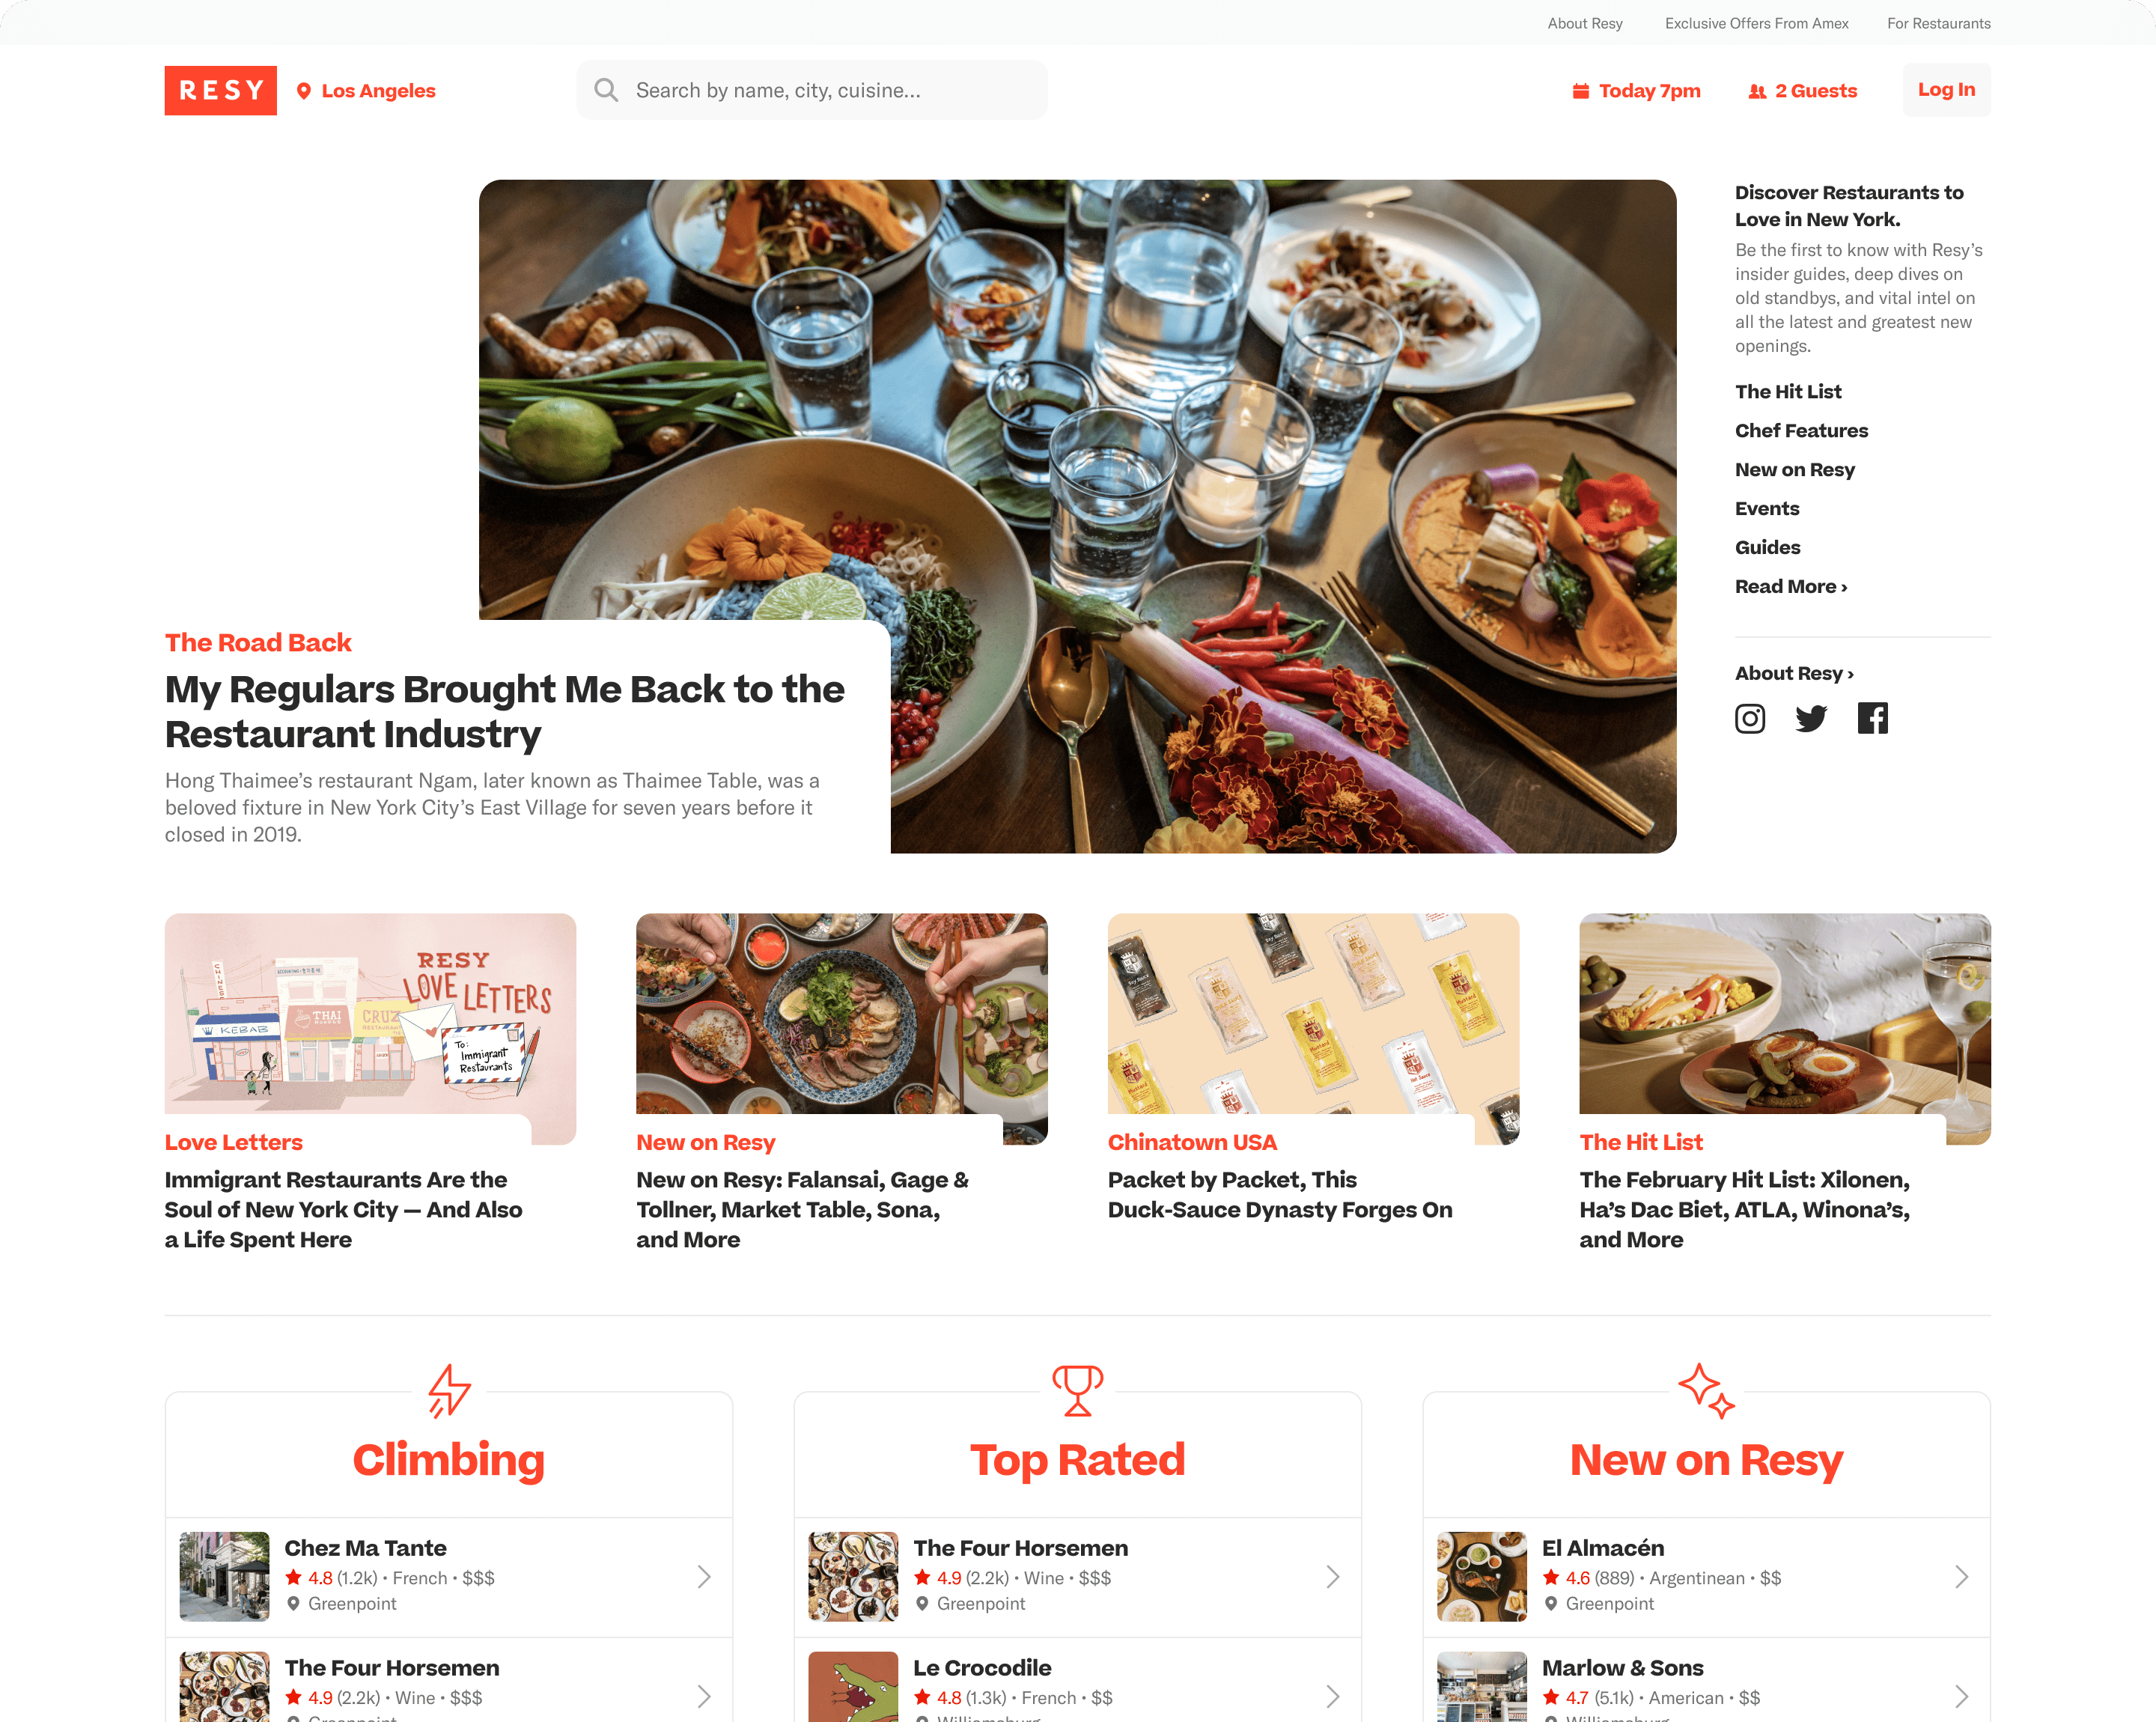 About Resy
Exclusive Offers From Amex
For Restaurants
RESY
Los Angeles
Search by name, city, cuisine...
Today 7pm
2 Guests
Log In
Discover Restaurants to
Love in New York.
Be the first to know with Resy’s
insider guides, deep dives on
old standbys, and vital intel on
all the latest and greatest new
openings.
The Hit List
Chef Features
New on Resy
Events
Guides
Read More ›
About Resy ›
The Road Back
My Regulars Brought Me Back to the
Restaurant Industry
Hong Thaimee’s restaurant Ngam, later known as Thaimee Table, was a
beloved fixture in New York City’s East Village for seven years before it
closed in 2019.
RESY
LOVE LETTERS
KEBAB
THAI
CRUZ
To:
Immigrant
Restaurants
Love Letters
Immigrant Restaurants Are the
Soul of New York City — And Also
a Life Spent Here
New on Resy
New on Resy: Falansai, Gage &
Tollner, Market Table, Sona,
and More
Soy Sauce
Mustard
Mustard
Mustard
Chinatown USA
Packet by Packet, This
Duck-Sauce Dynasty Forges On
The Hit List
The February Hit List: Xilonen,
Ha’s Dac Biet, ATLA, Winona’s,
and More
Climbing
Chez Ma Tante
4.8 (1.2k) • French • $$$
Greenpoint
The Four Horsemen
4.9 (2.2k) • Wine • $$$
Greenpoint
Top Rated
The Four Horsemen
4.9 (2.2k) • Wine • $$$
Greenpoint
Le Crocodile
4.8 (1.3k) • French • $$
Williamsburg
New on Resy
El Almacén
4.6 (889) • Argentinean • $$
Greenpoint
Marlow & Sons
4.7 (5.1k) • American • $$
Williamsburg